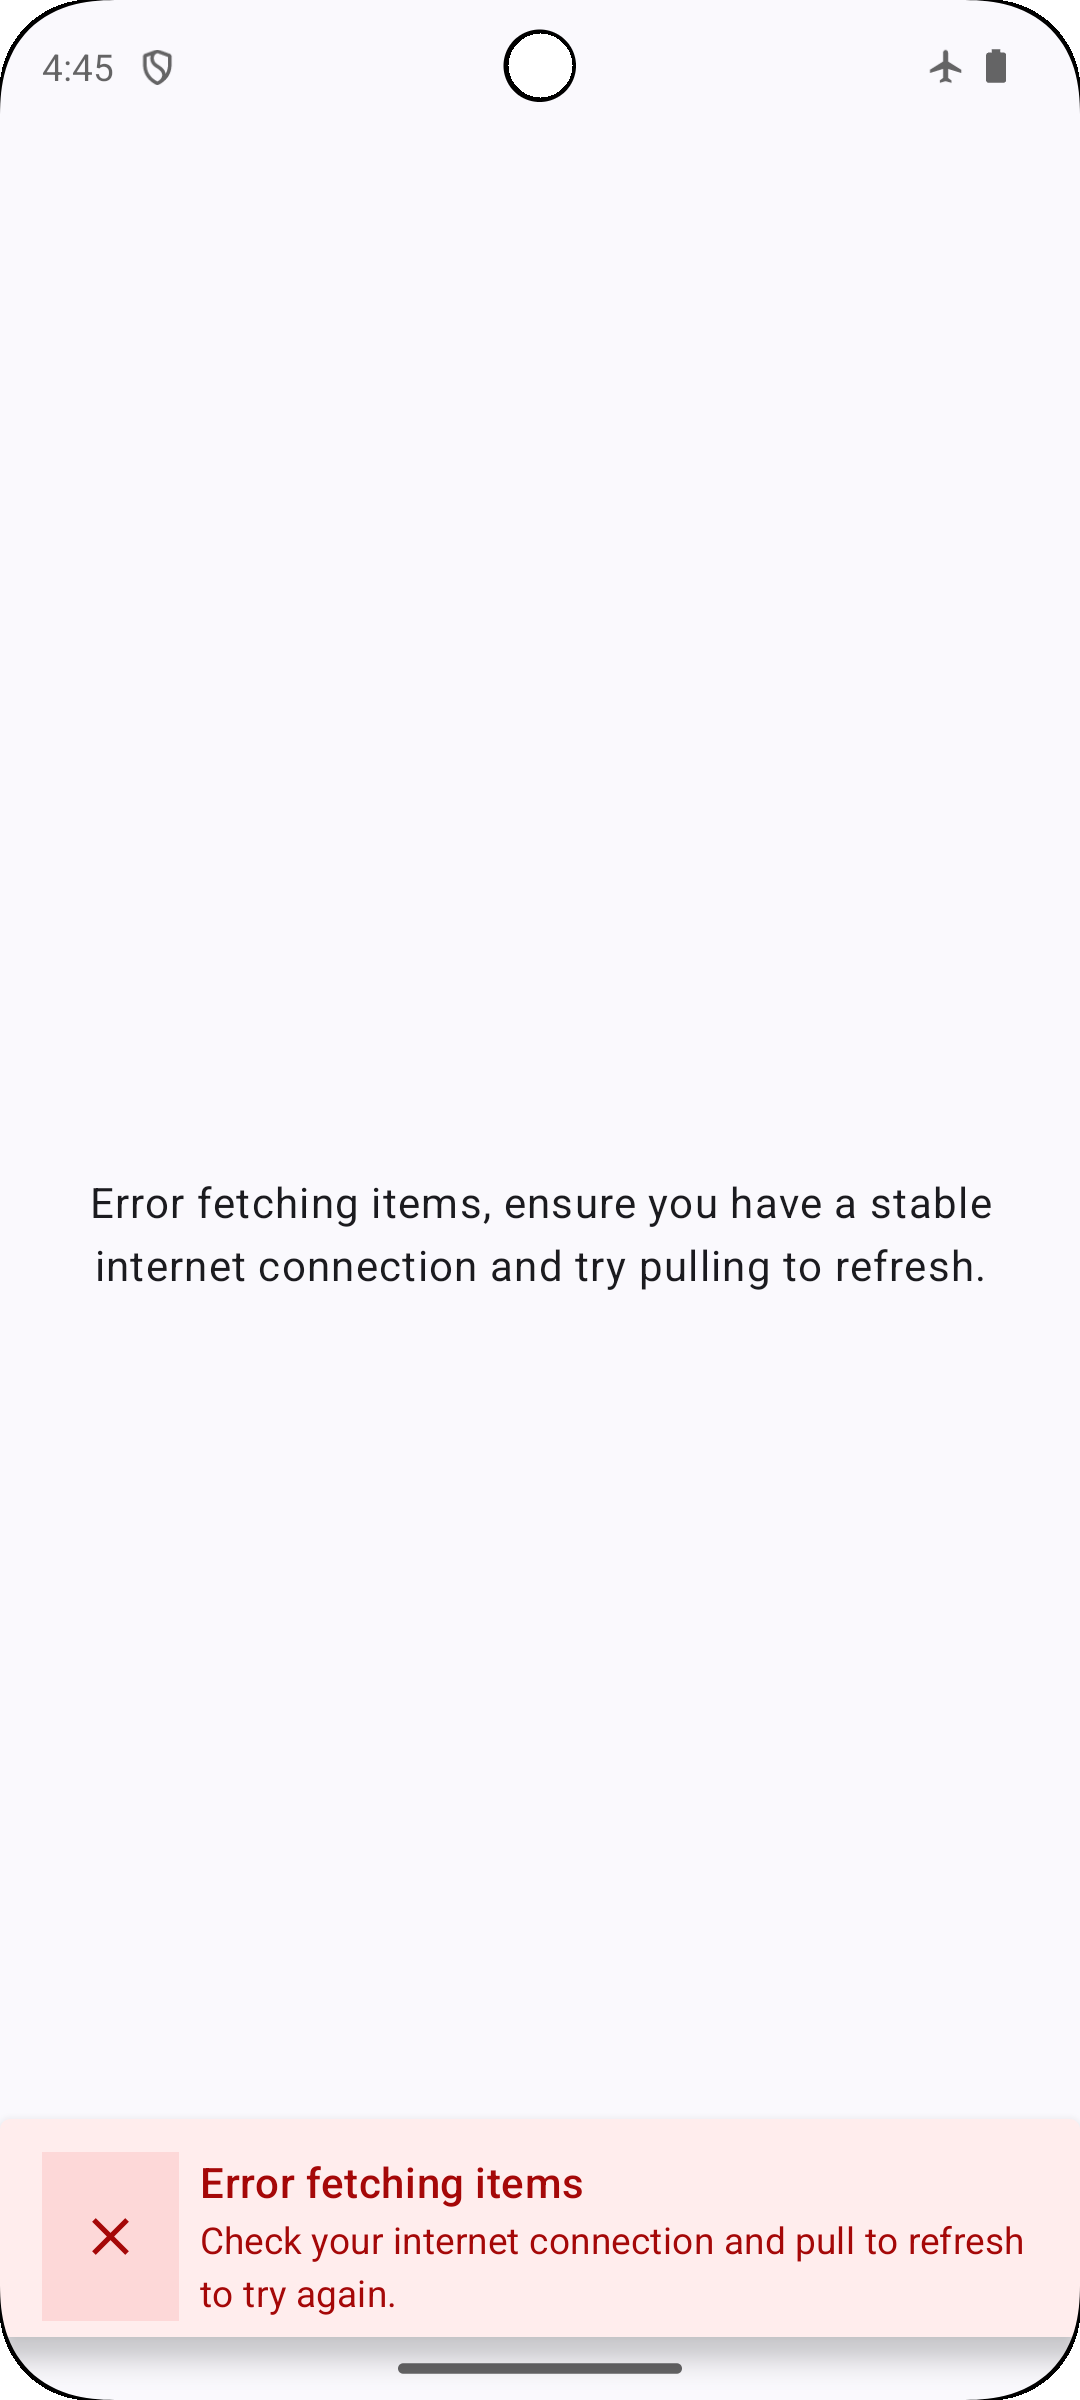 4:45
Error fetching items, ensure you have a stable
internet connection and try pulling to refresh.
Error fetching items
Check your internet connection and pull to refresh
to try again.